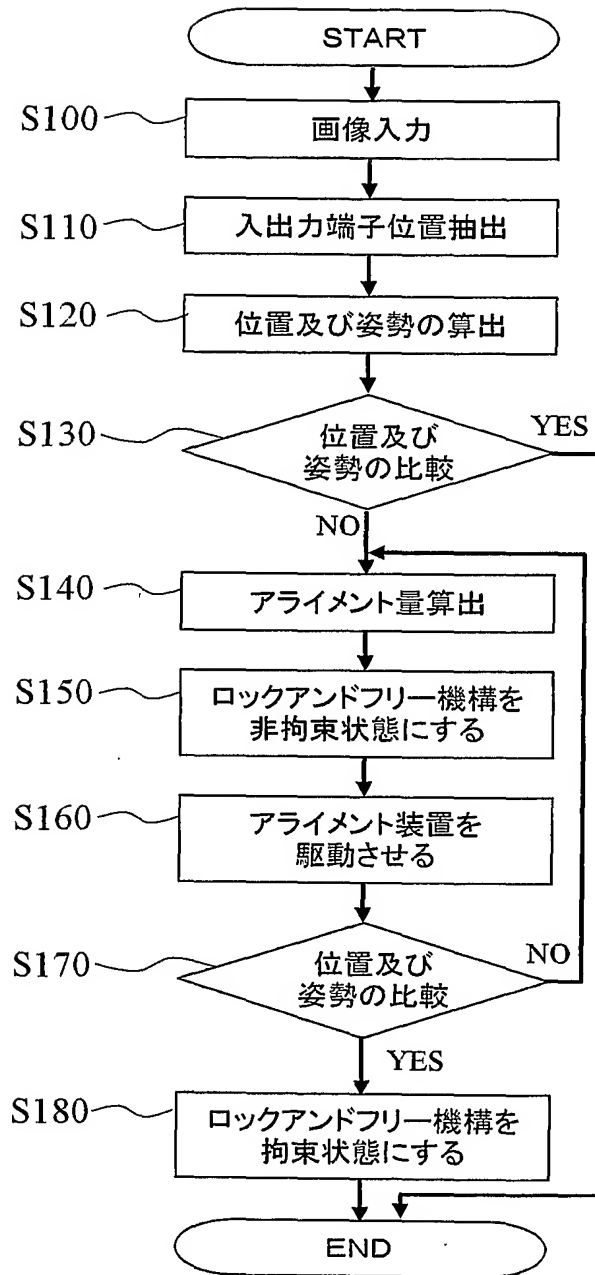 START
S100
画像入力
S110
入出力端子位置抽出
S120
位置及び姿勢の算出
S130
位置及び
姿勢の比較
YES
NO
S140
アライメント量算出
S150
ロックアンドフリー機構を
非拘束状態にする
S160
アライメント装置を
駆動させる
S170
位置及び
姿勢の比較
NO
YES
S180
ロックアンドフリー機構を
拘束状態にする
END